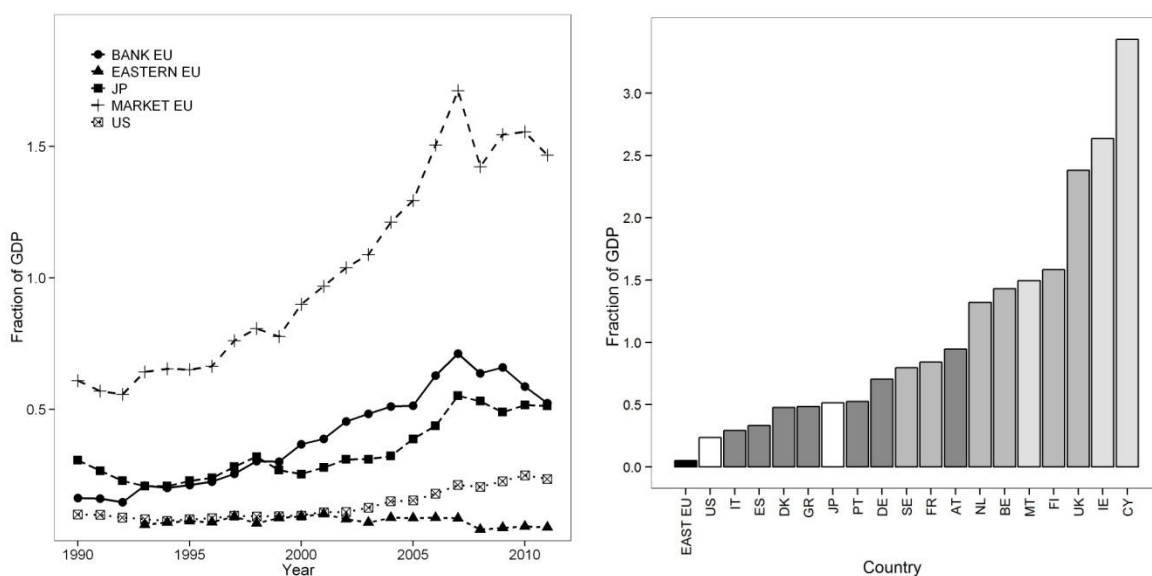 BANK EU
EASTERN EU
JP
MARKET EU
US
Fraction of GDP
1.5
1.0
0.5
1990
1995
2000
2005
2010
Year
Fraction of GDP
3.0
2.5
2.0
1.5
1.0
0.5
0.0
EAST EU
US
IT
ES
DK
GR
JP
PT
DE
SE
FR
AT
NL
BE
MT
FI
UK
IE
CY
Country